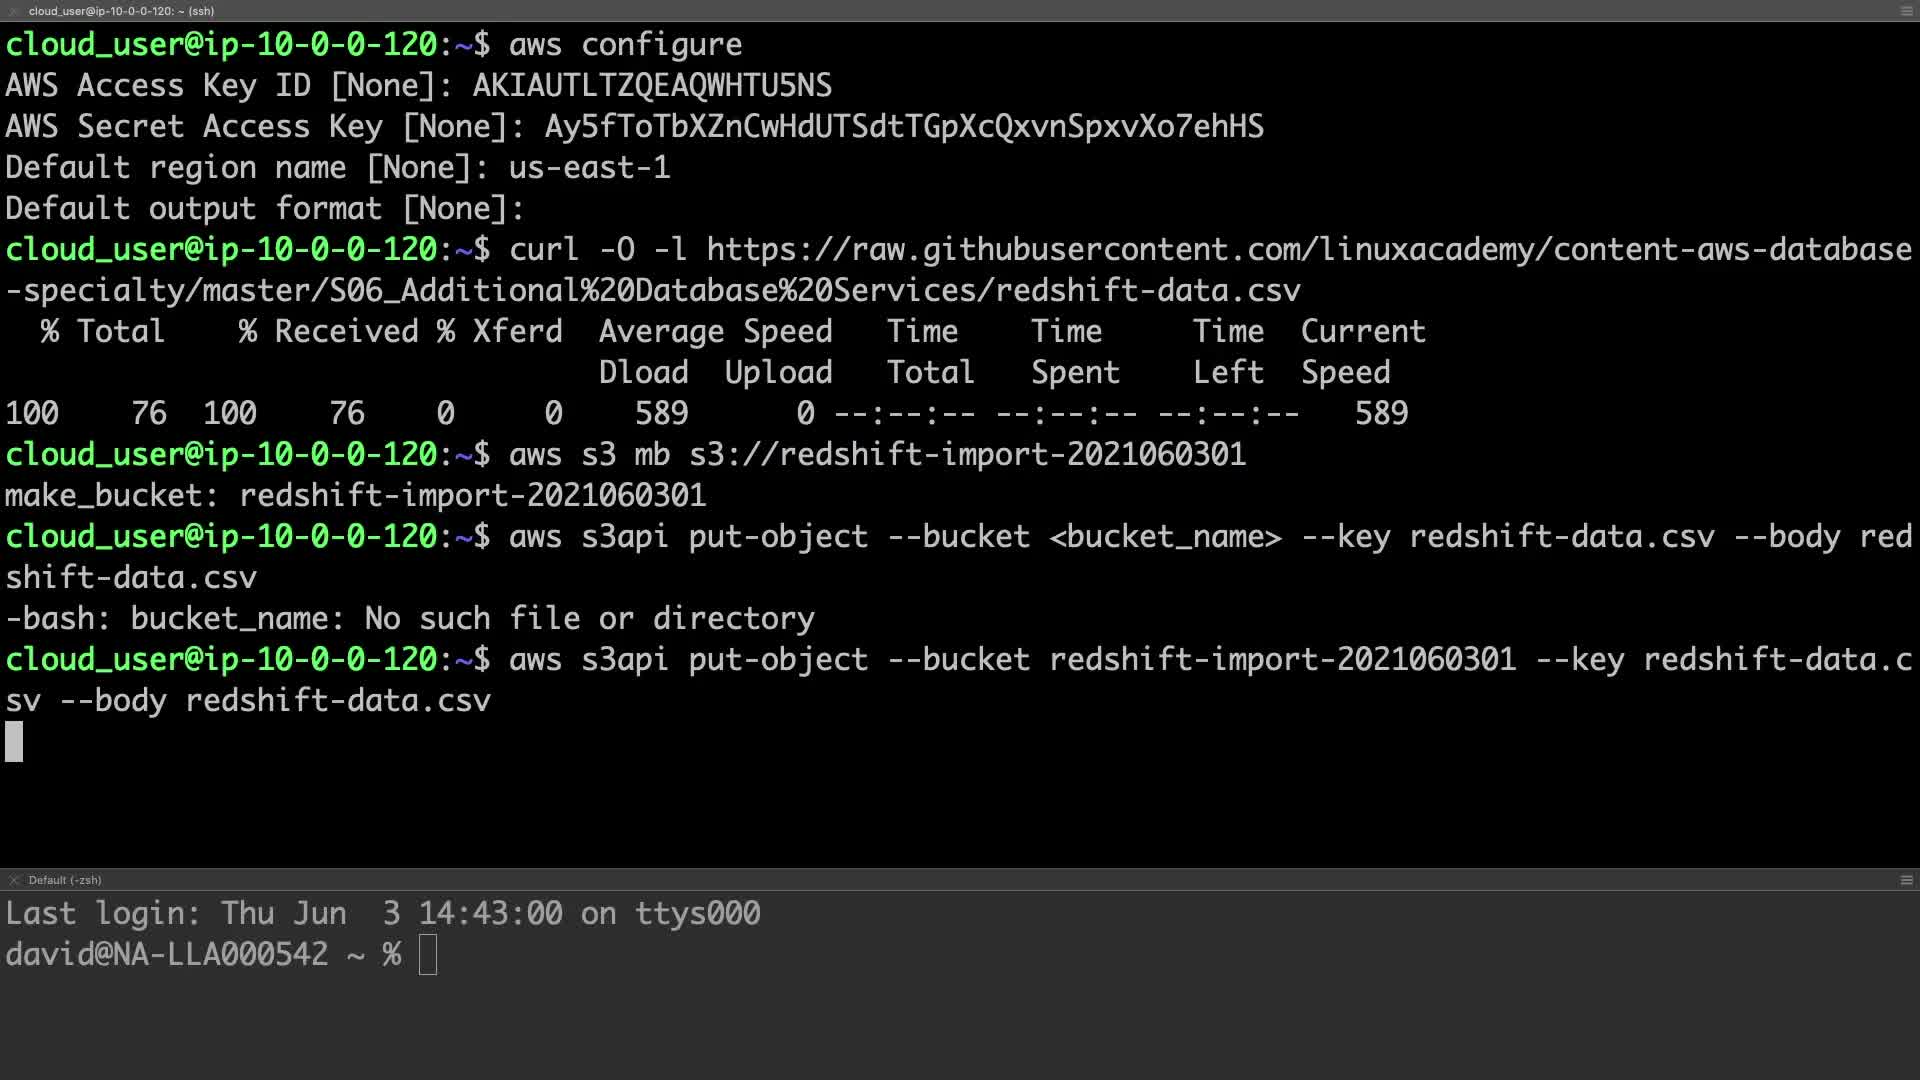 cloud_user@ip-10-0-0-120: ~ (ssh)
cloud_user@ip-10-0-0-120:~$ aws configure
AWS Access Key ID [None]: AKIAUTLTZQEAQWHTU5NS
AWS Secret Access Key [None]: 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
Default region name [None]: us-east-1
Default output format [None]:
cloud_user@ip-10-0-0-120:~$ curl -O -l https://raw.githubusercontent.com/linuxacademy/content-aws-database
-specialty/master/S06_Additional%20Database%20Services/redshift-data.csv
  % Total    % Received % Xferd  Average Speed   Time    Time     Time  Current
                                 Dload  Upload   Total   Spent    Left  Speed
100    76  100    76    0     0    589      0 --:--:-- --:--:-- --:--:--   589
cloud_user@ip-10-0-0-120:~$ aws s3 mb s3://redshift-import-2021060301
make_bucket: redshift-import-2021060301
cloud_user@ip-10-0-0-120:~$ aws s3api put-object --bucket <bucket_name> --key redshift-data.csv --body red
shift-data.csv
-bash: bucket_name: No such file or directory
cloud_user@ip-10-0-0-120:~$ aws s3api put-object --bucket redshift-import-2021060301 --key redshift-data.c
sv --body redshift-data.csv
Default (-zsh)
Last login: Thu Jun  3 14:43:00 on ttys000
david@NA-LLA000542 ~ %